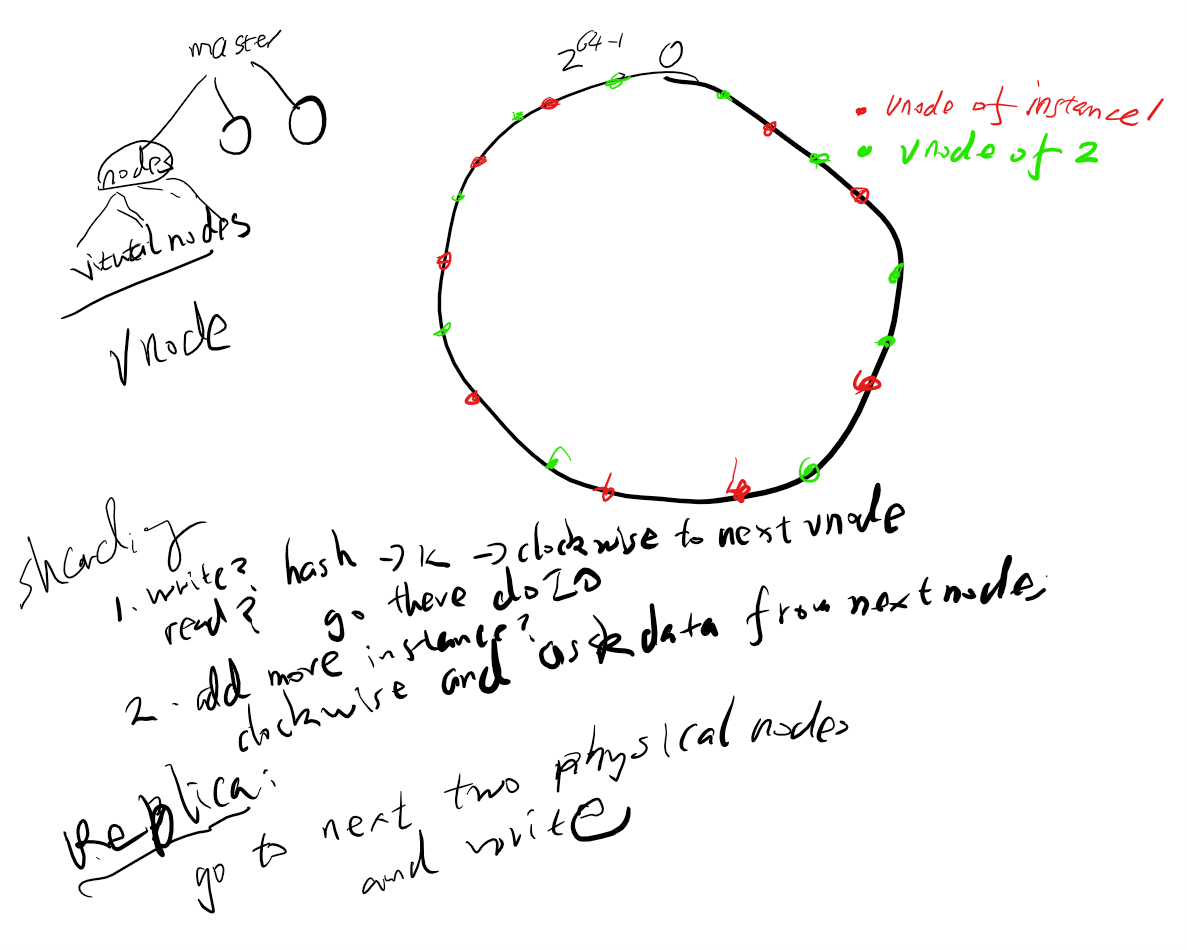 master
nodes
vitutal nodes
vnode
2^64-1
0
• vnode of instance 1
• vnode of 2
sharding
1. write? hash -> k -> clockwise to next vnode
read? go there do IO
2. add more instance?
clockwise and ask data from next nodes
Replica:
go to next two physical nodes
and write